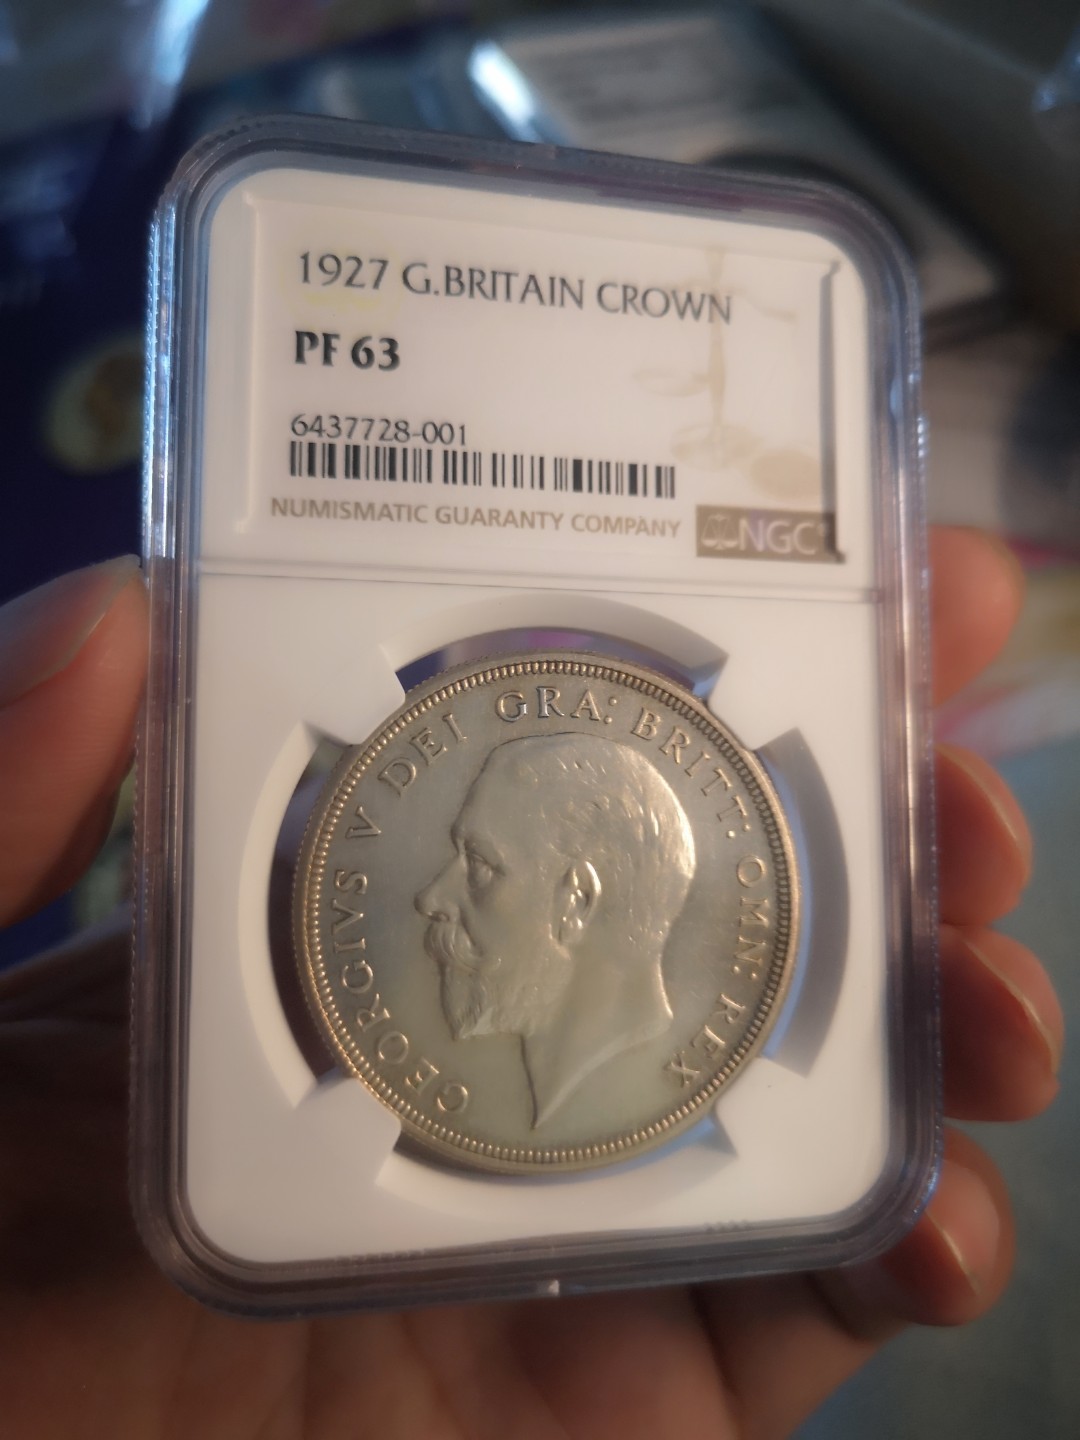 1927 G.BRITAIN CROWN
PF 63
6437728-001
NUMISMATIC GUARANTY COMPANY
NGC
GEORGIVS V DEI GRA: BRITT: OMN: REX